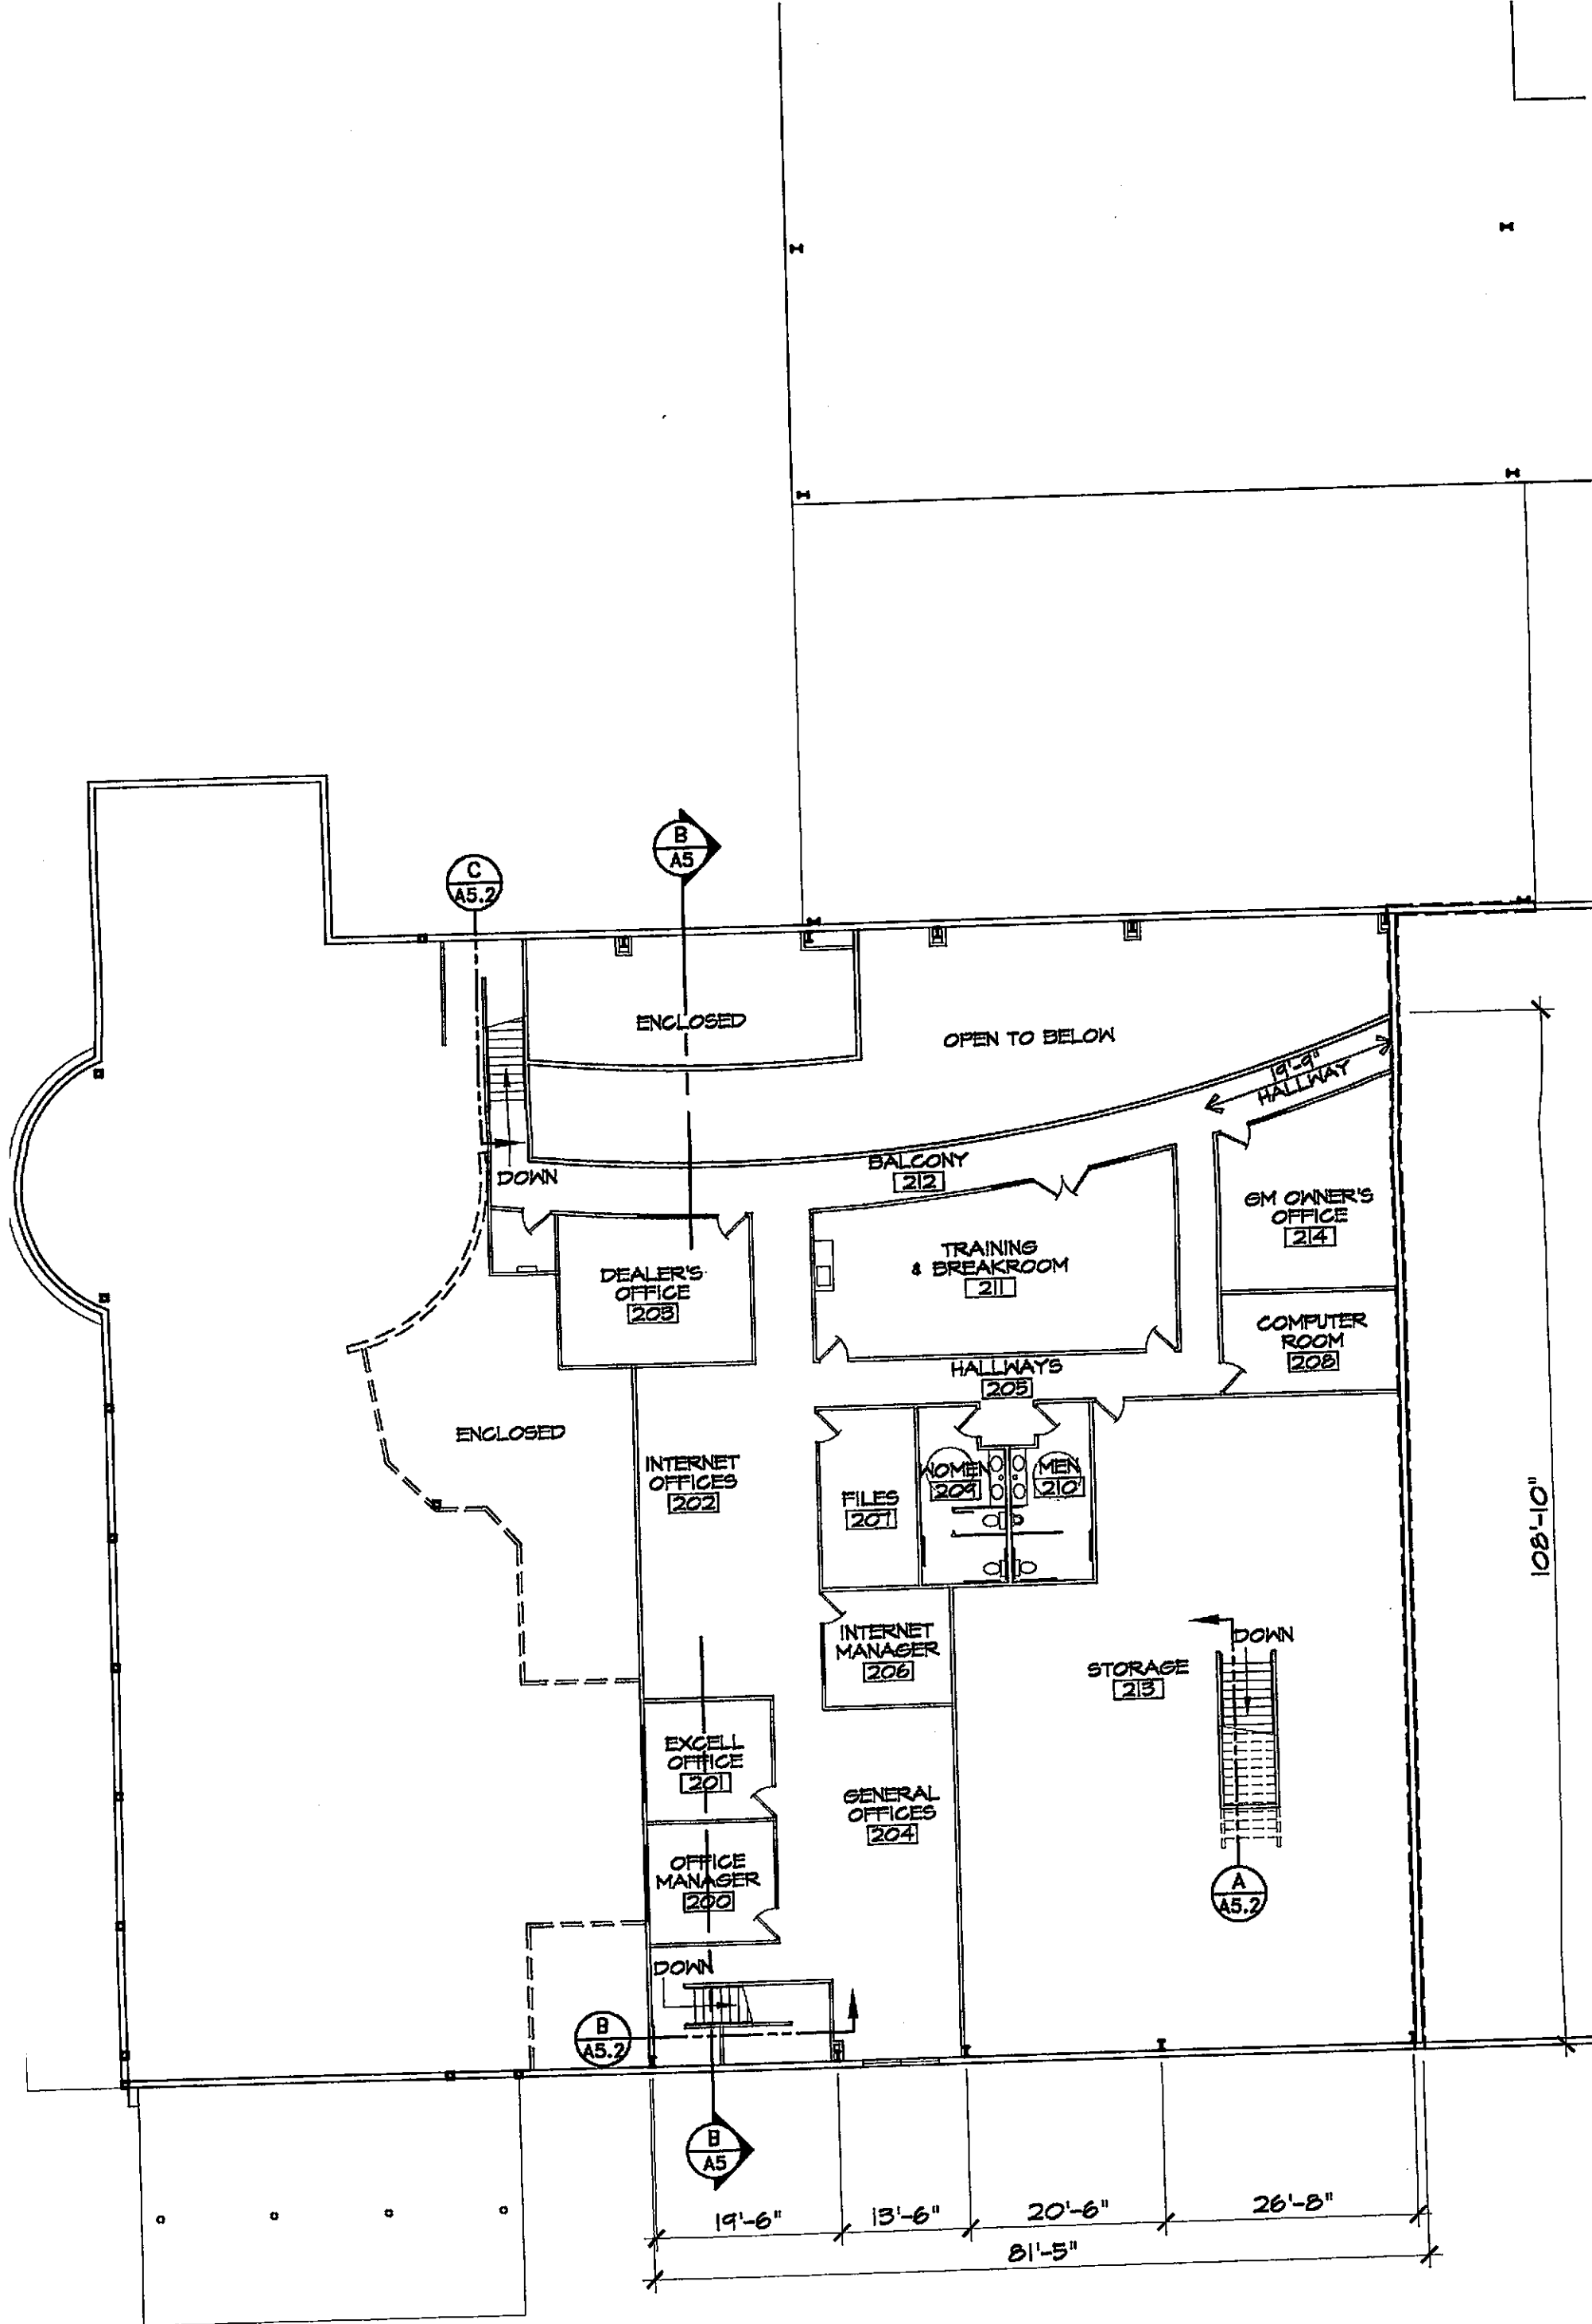 B
A5
C
A5.2
ENCLOSED
OPEN TO BELOW
19'-9"
HALLWAY
DOWN
BALCONY
212
GM OWNER'S
OFFICE
214
TRAINING
& BREAKROOM
211
DEALER'S
OFFICE
203
COMPUTER
ROOM
208
HALLWAYS
205
ENCLOSED
INTERNET
OFFICES
202
WOMEN
209
MEN
210
FILES
207
108'-10"
INTERNET
MANAGER
206
DOWN
STORAGE
213
EXCELL
OFFICE
201
GENERAL
OFFICES
204
OFFICE
MANAGER
200
A
A5.2
DOWN
B
A5.2
B
A5
19'-6"
13'-6"
20'-6"
26'-8"
81'-5"